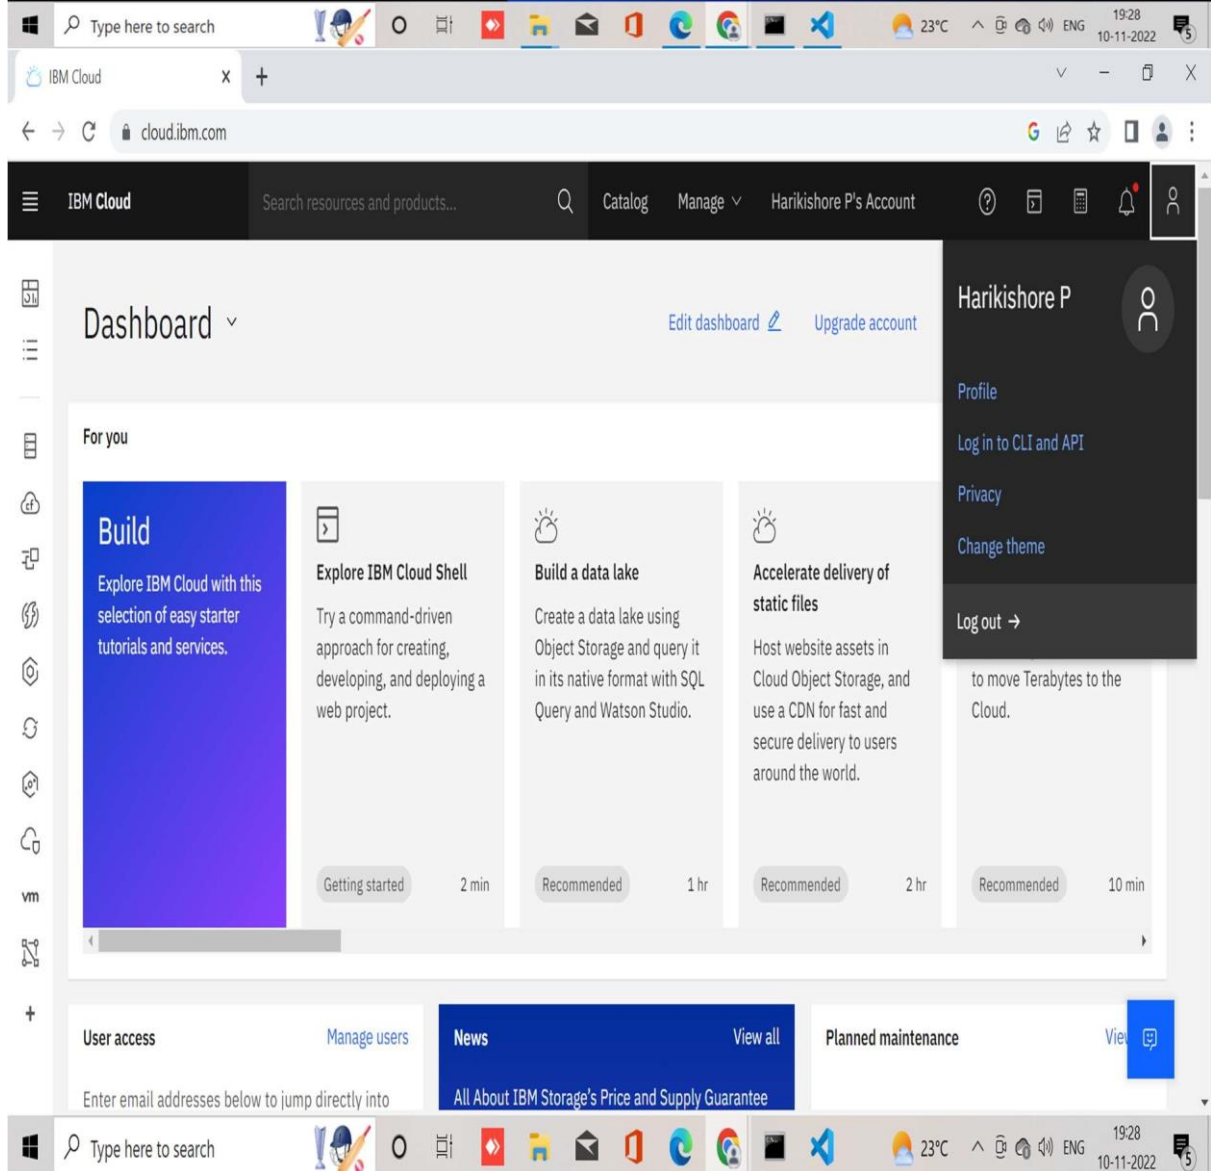 Type here to search
23°C
ENG
19:28
10-11-2022
5
IBM Cloud
X
+
cloud.ibm.com
IBM Cloud
Search resources and products...
Catalog
Manage
Harikishore P's Account
Dashboard
Edit dashboard
Upgrade account
Harikishore P
Profile
Log in to CLI and API
Privacy
Change theme
Log out →
For you
Build
Explore IBM Cloud with this
selection of easy starter
tutorials and services.
Explore IBM Cloud Shell
Try a command-driven
approach for creating,
developing, and deploying a
web project.
Getting started
2 min
Build a data lake
Create a data lake using
Object Storage and query it
in its native format with SQL
Query and Watson Studio.
Recommended
1 hr
Accelerate delivery of
static files
Host website assets in
Cloud Object Storage, and
use a CDN for fast and
secure delivery to users
around the world.
Recommended
2 hr
to move Terabytes to the
Cloud.
Recommended
10 min
cf
vm
User access
Manage users
Enter email addresses below to jump directly into
News
View all
All About IBM Storage's Price and Supply Guarantee
Planned maintenance
Type here to search
23°C
ENG
19:28
10-11-2022
5